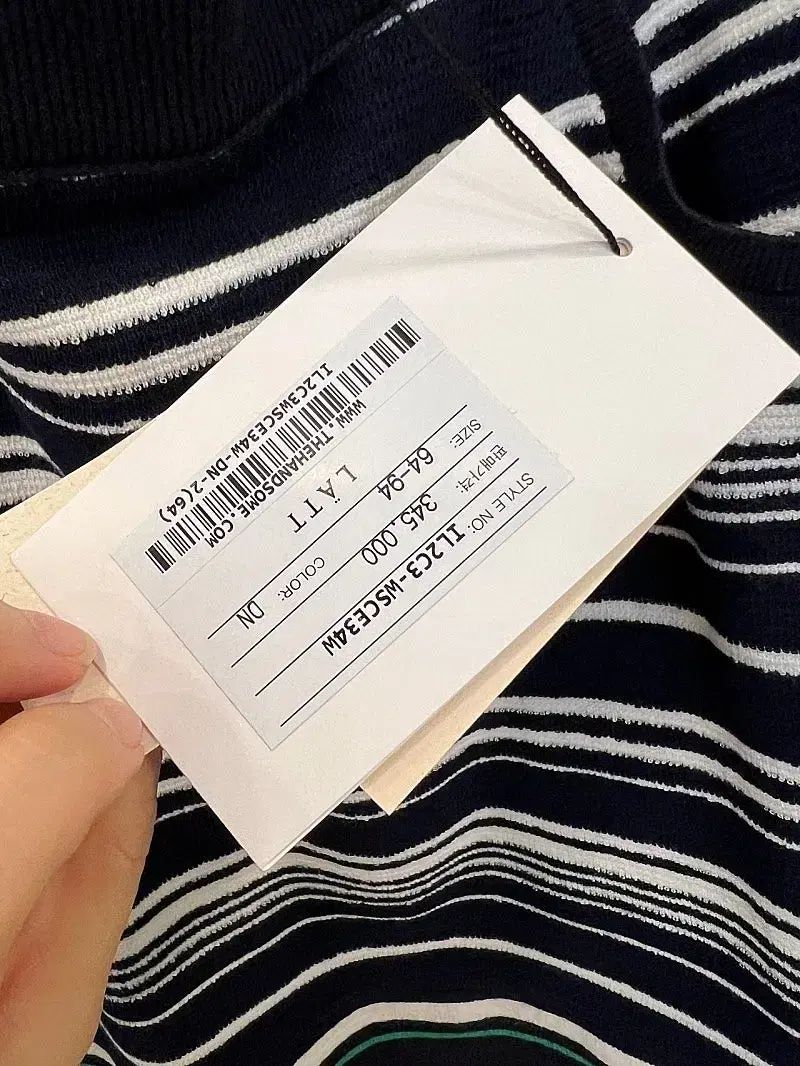 STYLE NO: IL2C3-WSCE34W
판매가격: 345,000
SIZE: 64-94 COLOR: DN
LÄTT
WWW.THEHANDSOME.COM
IL2C3WSCE34W-DN-2(64)